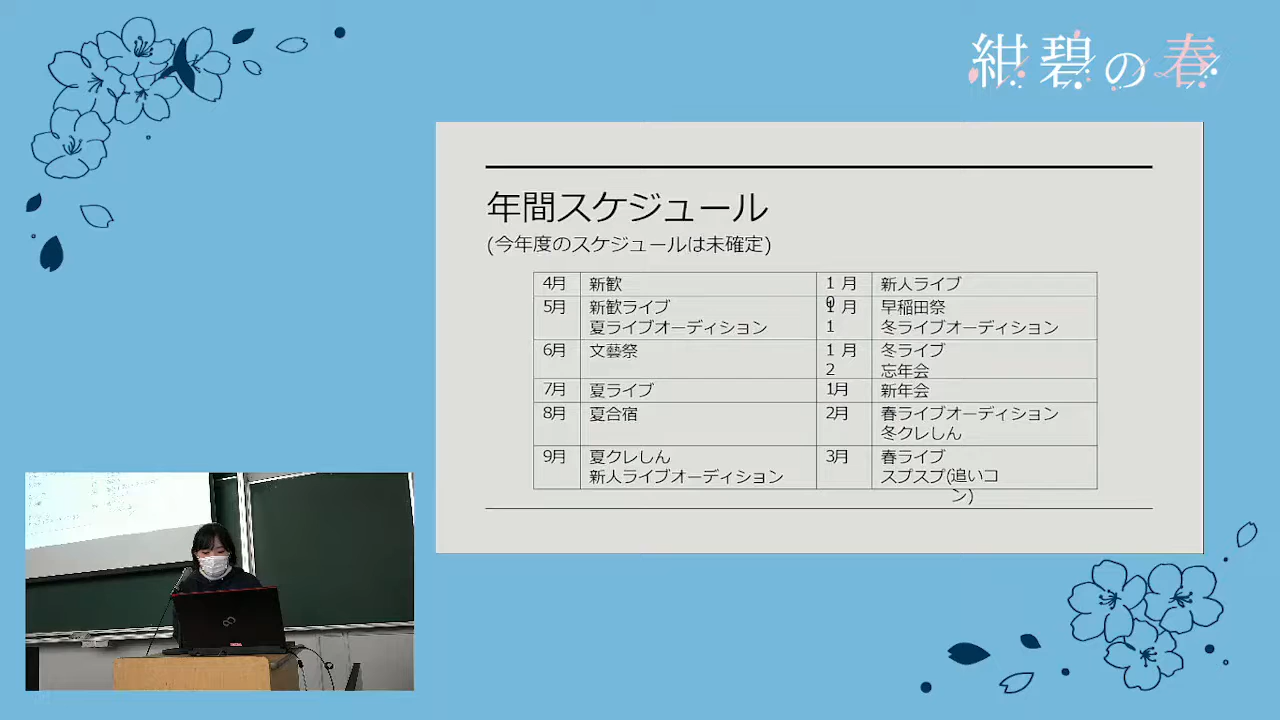 紺碧の春
年間スケジュール
(今年度のスケジュールは未確定)
4月 新歓 10月 新人ライブ
5月 新歓ライブ 11月 早稲田祭
夏ライブオーディション 冬ライブオーディション
6月 文藝祭 12月 冬ライブ
忘年会
7月 夏ライブ 1月 新年会
8月 夏合宿 2月 春ライブオーディション
冬クレしん
9月 夏クレしん 3月 春ライブ
新人ライブオーディション スプスプ(追いコ
ン)